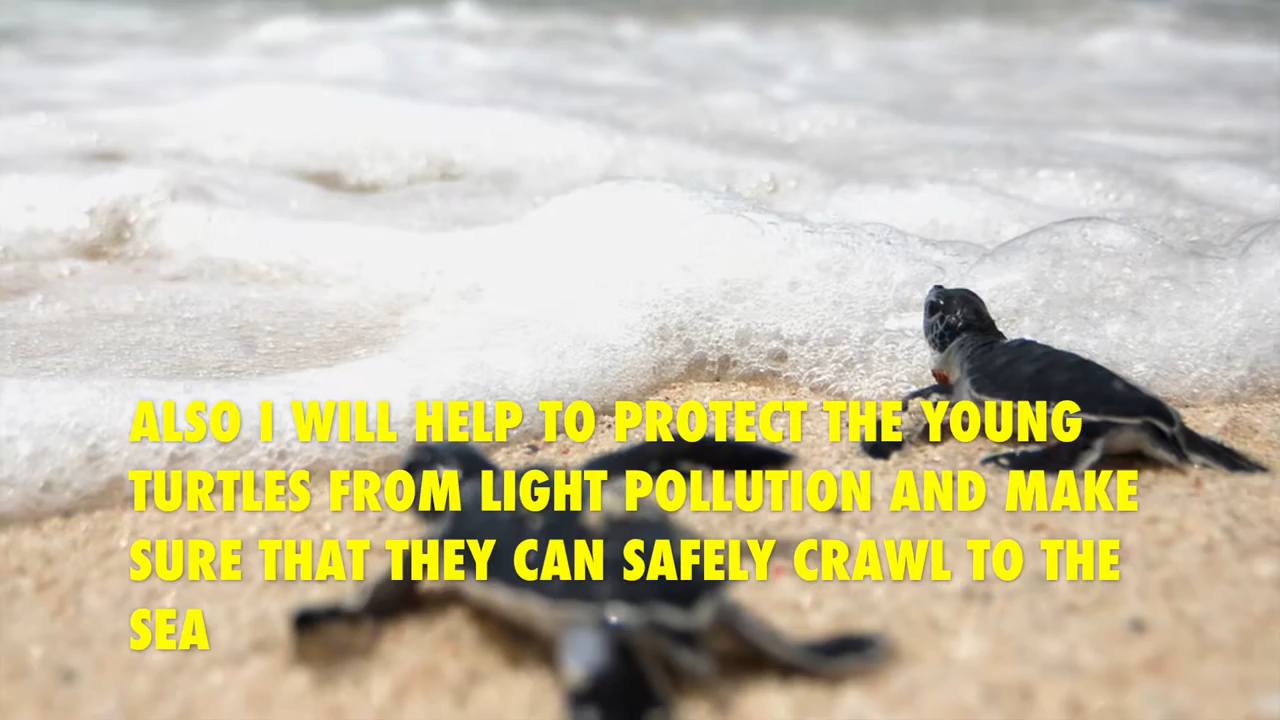 ALSO I WILL HELP TO PROTECT THE YOUNG
TURTLES FROM LIGHT POLLUTION AND MAKE
SURE THAT THEY CAN SAFELY CRAWL TO THE
SEA